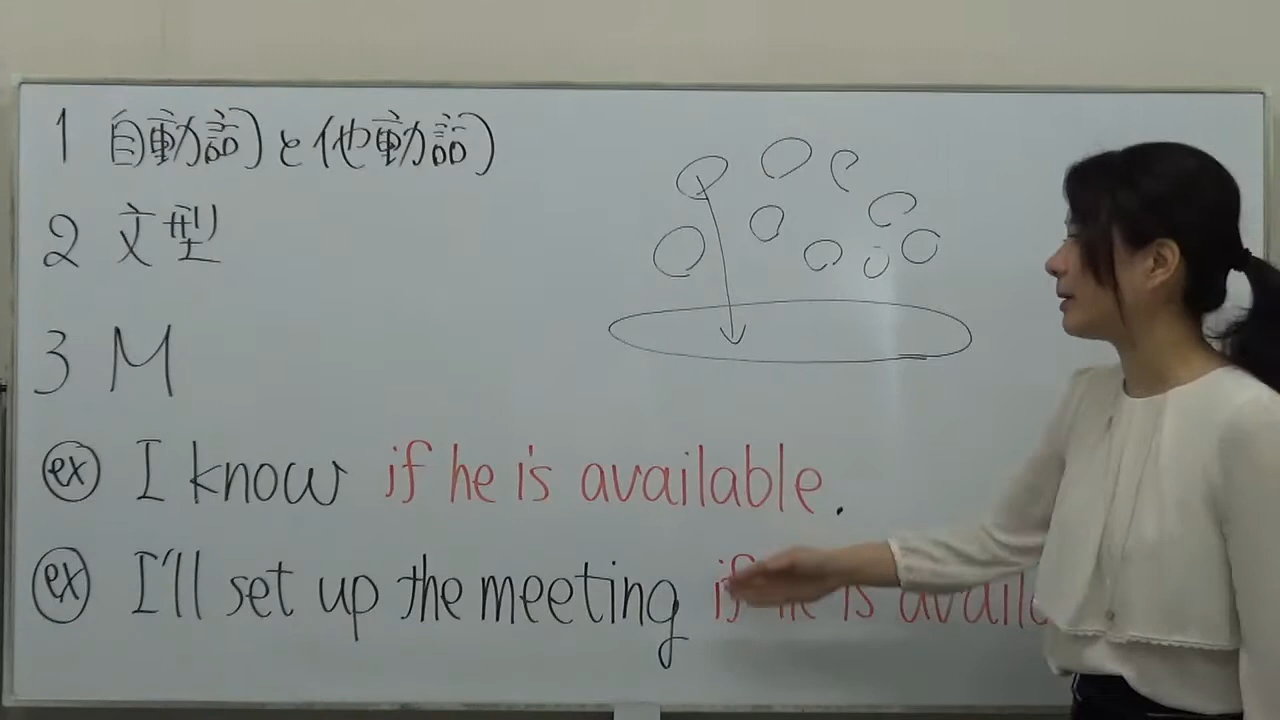 1 自動詞と他動詞
2 文型
3 M
ex I know if he is available.
ex I'll set up the meeting if he is